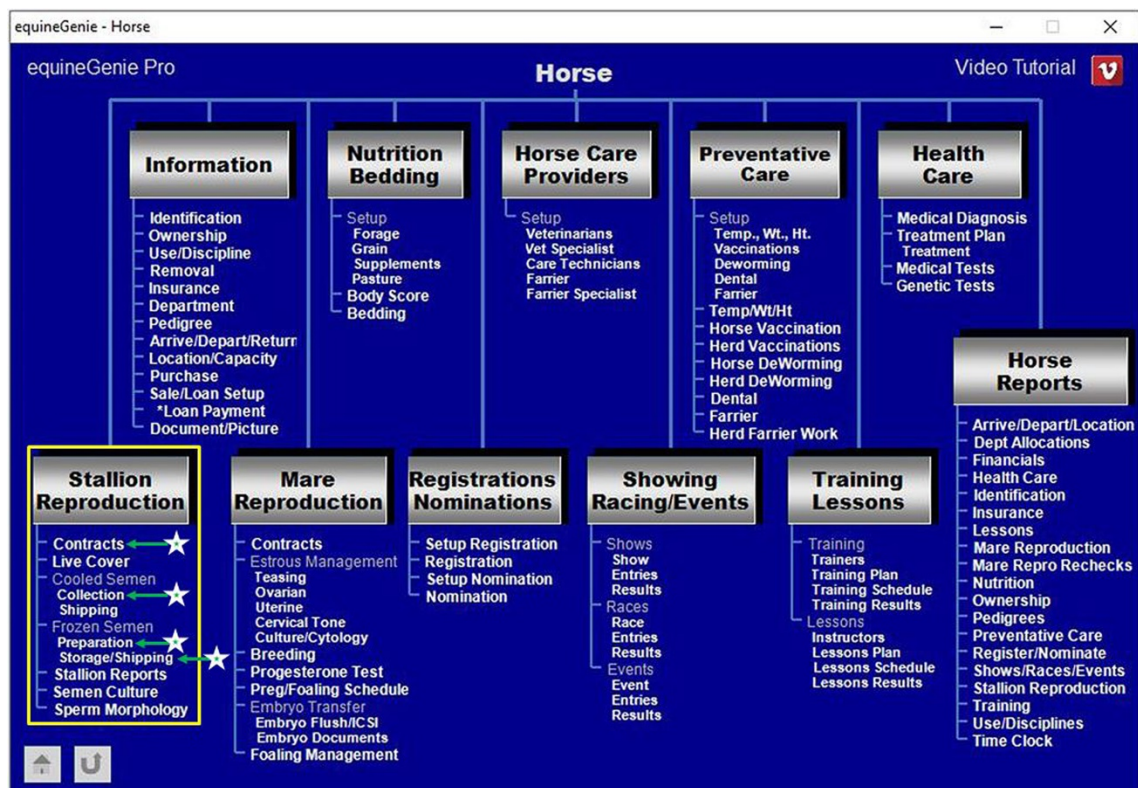 equineGenie - Horse
equineGenie Pro
Horse
Video Tutorial
Information
Identification
Ownership
Use/Discipline
Removal
Insurance
Department
Pedigree
Arrive/Depart/Return
Location/Capacity
Purchase
Sale/Loan Setup
*Loan Payment
Document/Picture
Nutrition
Bedding
Setup
Forage
Grain
Supplements
Pasture
Body Score
Bedding
Horse Care
Providers
Setup
Veterinarians
Vet Specialist
Care Technicians
Farrier
Farrier Specialist
Preventative
Care
Setup
Temp., Wt., Ht.
Vaccinations
Deworming
Dental
Farrier
Temp/Wt/Ht
Horse Vaccination
Herd Vaccinations
Horse DeWorming
Herd DeWorming
Dental
Farrier
Herd Farrier Work
Health
Care
Medical Diagnosis
Treatment Plan
Treatment
Medical Tests
Genetic Tests
Stallion
Reproduction
Contracts
Live Cover
Cooled Semen
Collection
Shipping
Frozen Semen
Preparation
Storage/Shipping
Stallion Reports
Semen Culture
Sperm Morphology
Mare
Reproduction
Contracts
Estrous Management
Teasing
Ovarian
Uterine
Cervical Tone
Culture/Cytology
Breeding
Progesterone Test
Preg/Foaling Schedule
Embryo Transfer
Embryo Flush/ICSI
Embryo Documents
Foaling Management
Registrations
Nominations
Setup Registration
Registration
Setup Nomination
Nomination
Showing
Racing/Events
Shows
Show
Entries
Results
Races
Race
Entries
Results
Events
Event
Entries
Results
Training
Lessons
Training
Trainers
Training Plan
Training Schedule
Training Results
Lessons
Instructors
Lessons Plan
Lessons Schedule
Lessons Results
Horse
Reports
Arrive/Depart/Location
Dept Allocations
Financials
Health Care
Identification
Insurance
Lessons
Mare Reproduction
Mare Repro Rechecks
Nutrition
Ownership
Pedigrees
Preventative Care
Register/Nominate
Shows/Races/Events
Stallion Reproduction
Training
Use/Disciplines
Time Clock